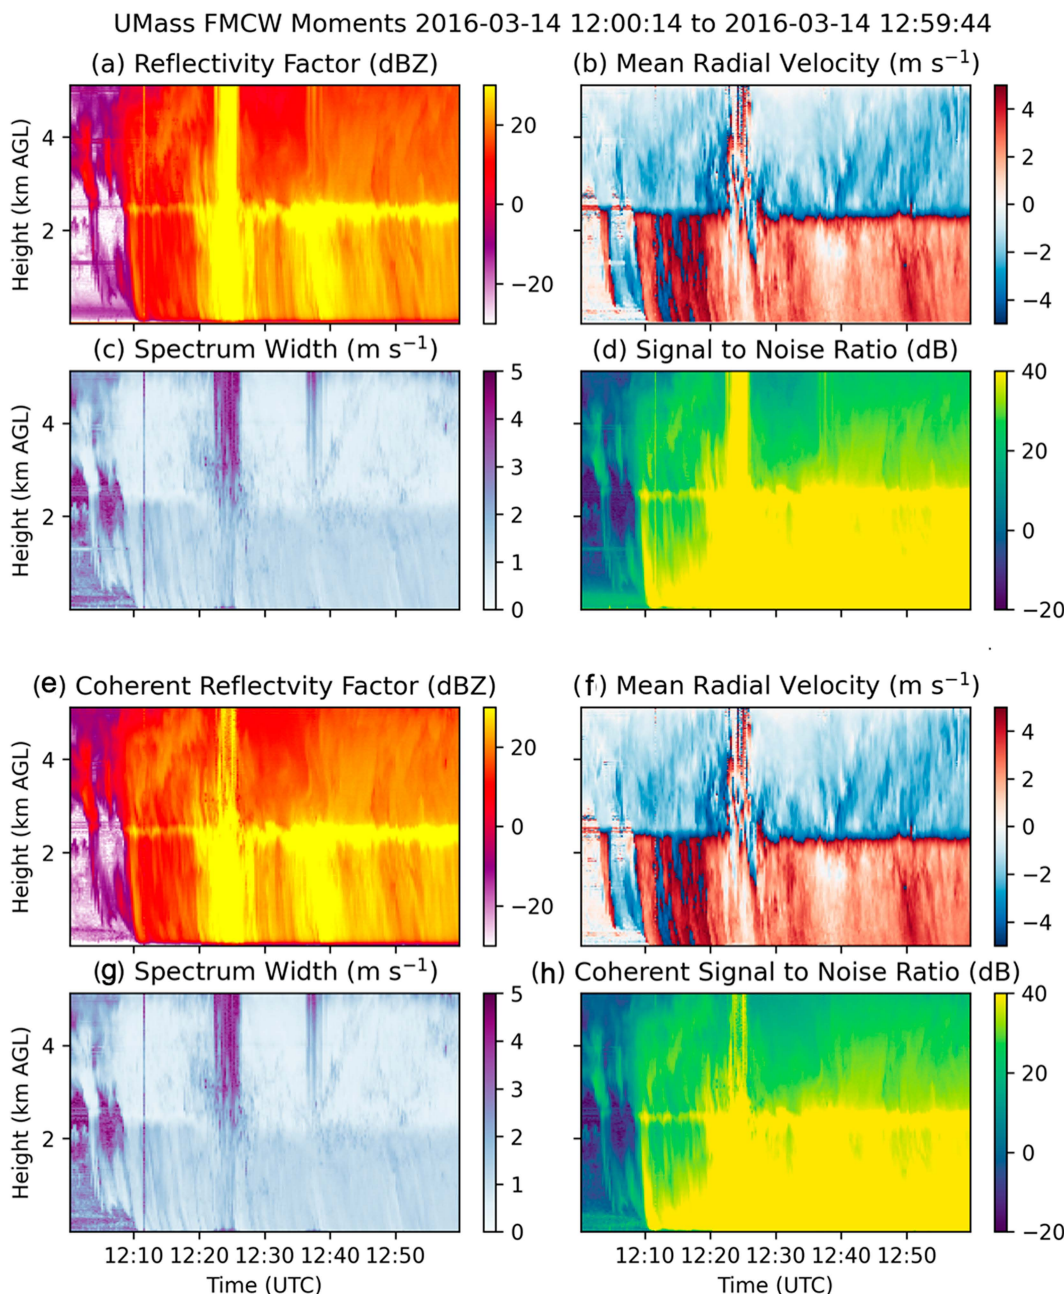 UMass FMCW Moments 2016-03-14 12:00:14 to 2016-03-14 12:59:44
(a) Reflectivity Factor (dBZ)
(b) Mean Radial Velocity (m s⁻¹)
Height (km AGL)
4
2
20
0
−20
4
2
0
−2
−4
(c) Spectrum Width (m s⁻¹)
(d) Signal to Noise Ratio (dB)
Height (km AGL)
4
2
5
4
3
2
1
0
40
20
0
−20
(e) Coherent Reflectvity Factor (dBZ)
(f) Mean Radial Velocity (m s⁻¹)
Height (km AGL)
4
2
20
0
−20
4
2
0
−2
−4
(g) Spectrum Width (m s⁻¹)
(h) Coherent Signal to Noise Ratio (dB)
Height (km AGL)
4
2
5
4
3
2
1
0
40
20
0
−20
12:10 12:20 12:30 12:40 12:50
12:10 12:20 12:30 12:40 12:50
Time (UTC)
Time (UTC)